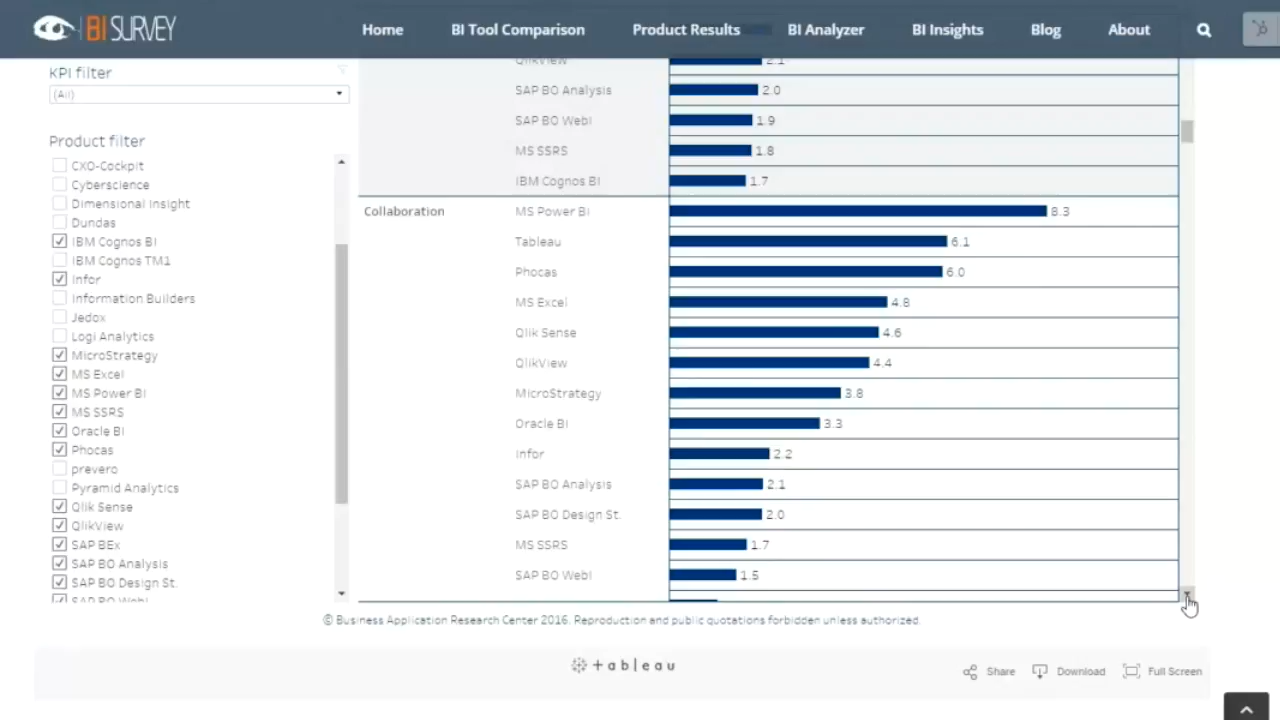 BI SURVEY
Home BI Tool Comparison Product Results BI Analyzer BI Insights Blog About
KPI filter
(All)
Product filter
CXO-Cockpit
Cyberscience
Dimensional Insight
Dundas
IBM Cognos BI
IBM Cognos TM1
Infor
Information Builders
Jedox
Logi Analytics
MicroStrategy
MS Excel
MS Power BI
MS SSRS
Oracle BI
Phocas
prevero
Pyramid Analytics
Qlik Sense
QlikView
SAP BEx
SAP BO Analysis
SAP BO Design St.
SAP BO WebI
QlikView 2.1
SAP BO Analysis 2.0
SAP BO WebI 1.9
MS SSRS 1.8
IBM Cognos BI 1.7
Collaboration MS Power BI 8.3
Tableau 6.1
Phocas 6.0
MS Excel 4.8
Qlik Sense 4.6
QlikView 4.4
MicroStrategy 3.8
Oracle BI 3.3
Infor 2.2
SAP BO Analysis 2.1
SAP BO Design St. 2.0
MS SSRS 1.7
SAP BO WebI 1.5
© Business Application Research Center 2016. Reproduction and public quotations forbidden unless authorized.
+ableau
Share Download Full Screen